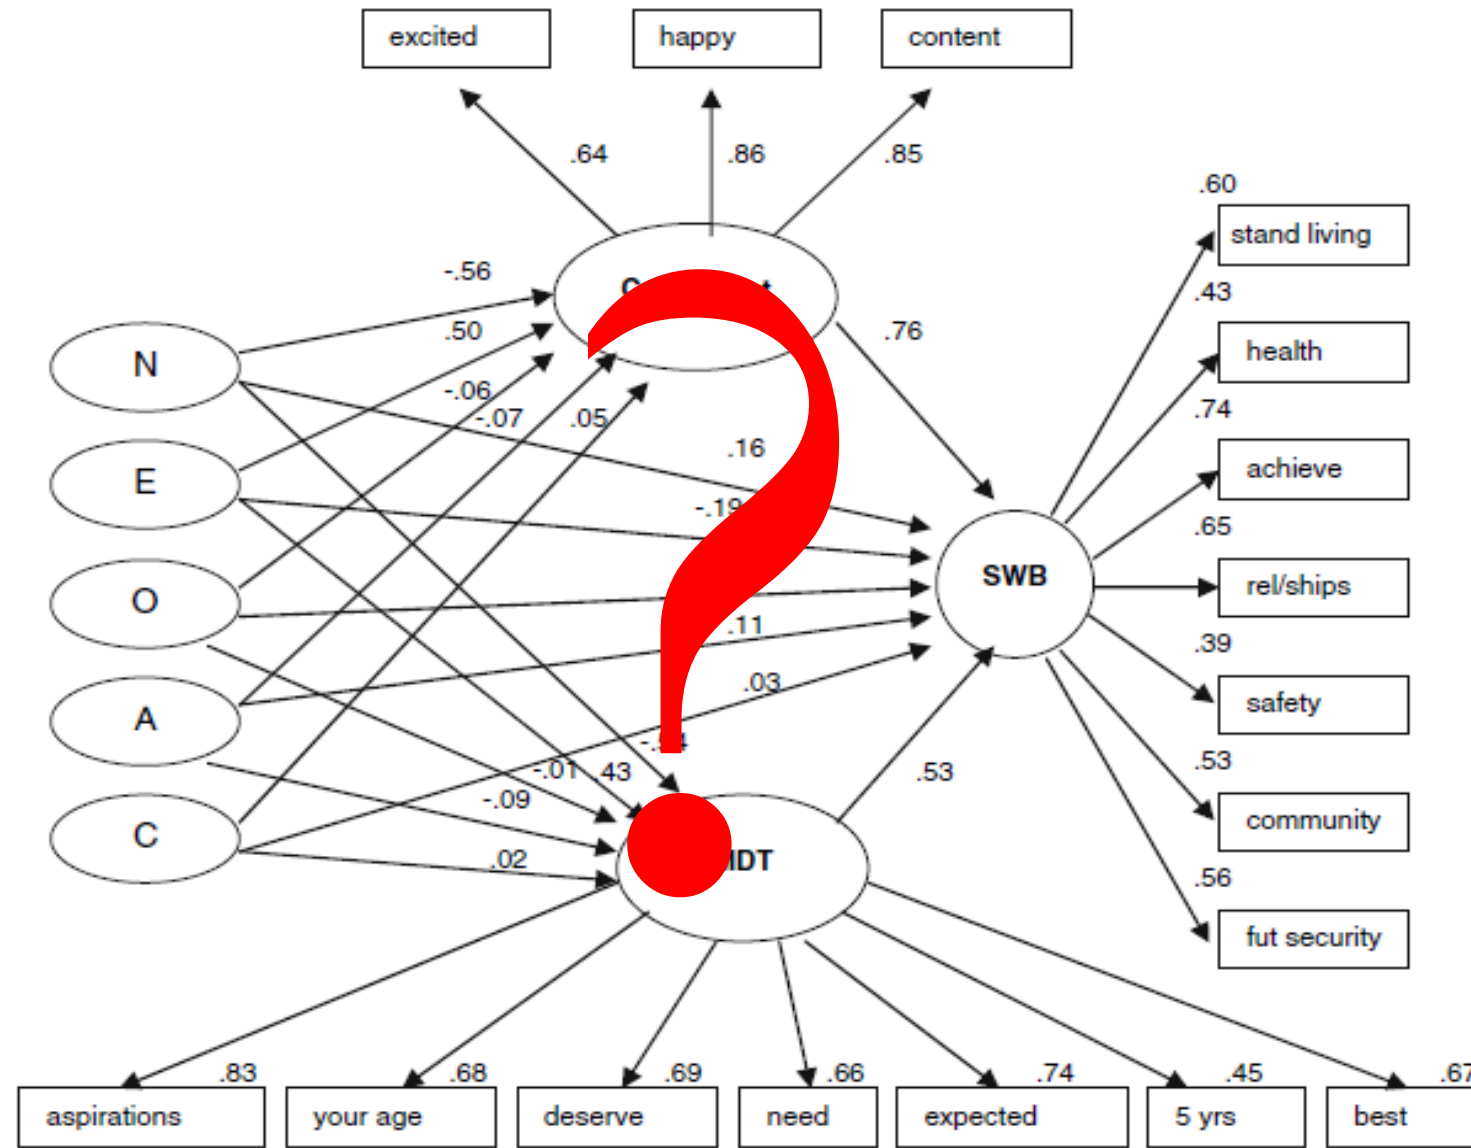 excited
happy
content
.64
.86
.85
.60
stand living
.43
health
.74
achieve
.65
rel/ships
.39
safety
.53
community
.56
fut security
-.56
.50
-.06
-.07
.05
.76
.16
-.19
.11
.03
SWB
N
E
O
A
C
-.01
.43
-.09
.02
.53
.83
.68
.69
.66
.74
.45
.67
aspirations
your age
deserve
need
expected
5 yrs
best